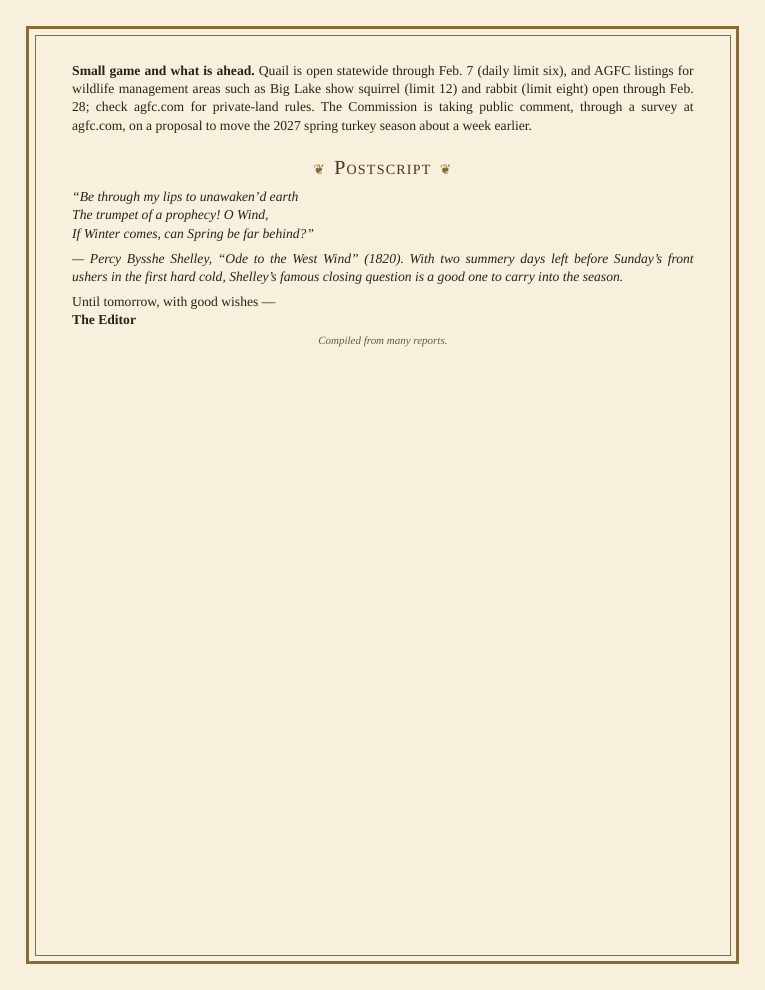 Small game and what is ahead. Quail is open statewide through Feb. 7 (daily limit six), and AGFC listings for
wildlife management areas such as Big Lake show squirrel (limit 12) and rabbit (limit eight) open through Feb.
28; check agfc.com for private-land rules. The Commission is taking public comment, through a survey at
agfc.com, on a proposal to move the 2027 spring turkey season about a week earlier.
❦ Postscript ❦
“Be through my lips to unawaken’d earth
The trumpet of a prophecy! O Wind,
If Winter comes, can Spring be far behind?”
— Percy Bysshe Shelley, “Ode to the West Wind” (1820). With two summery days left before Sunday’s front
ushers in the first hard cold, Shelley’s famous closing question is a good one to carry into the season.
Until tomorrow, with good wishes —
The Editor
Compiled from many reports.